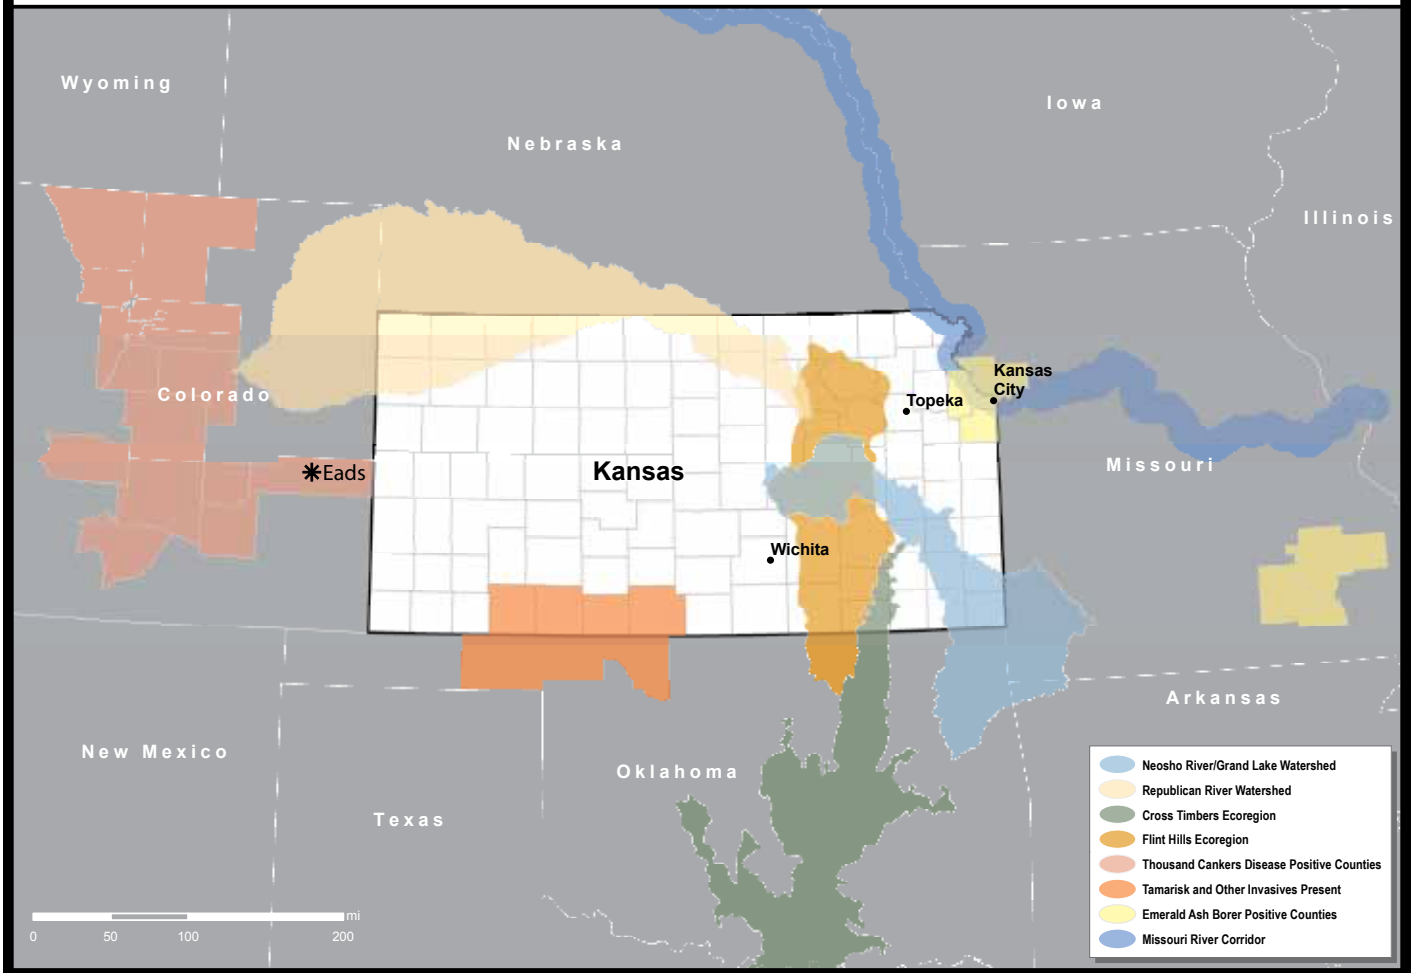 Wyoming
Iowa
Nebraska
Illinois
Kansas
City
Colorado
Topeka
✱Eads
Kansas
Missouri
Wichita
Arkansas
New Mexico
Oklahoma
Texas
Neosho River/Grand Lake Watershed
Republican River Watershed
Cross Timbers Ecoregion
Flint Hills Ecoregion
Thousand Cankers Disease Positive Counties
Tamarisk and Other Invasives Present
Emerald Ash Borer Positive Counties
Missouri River Corridor
mi
0 50 100 200